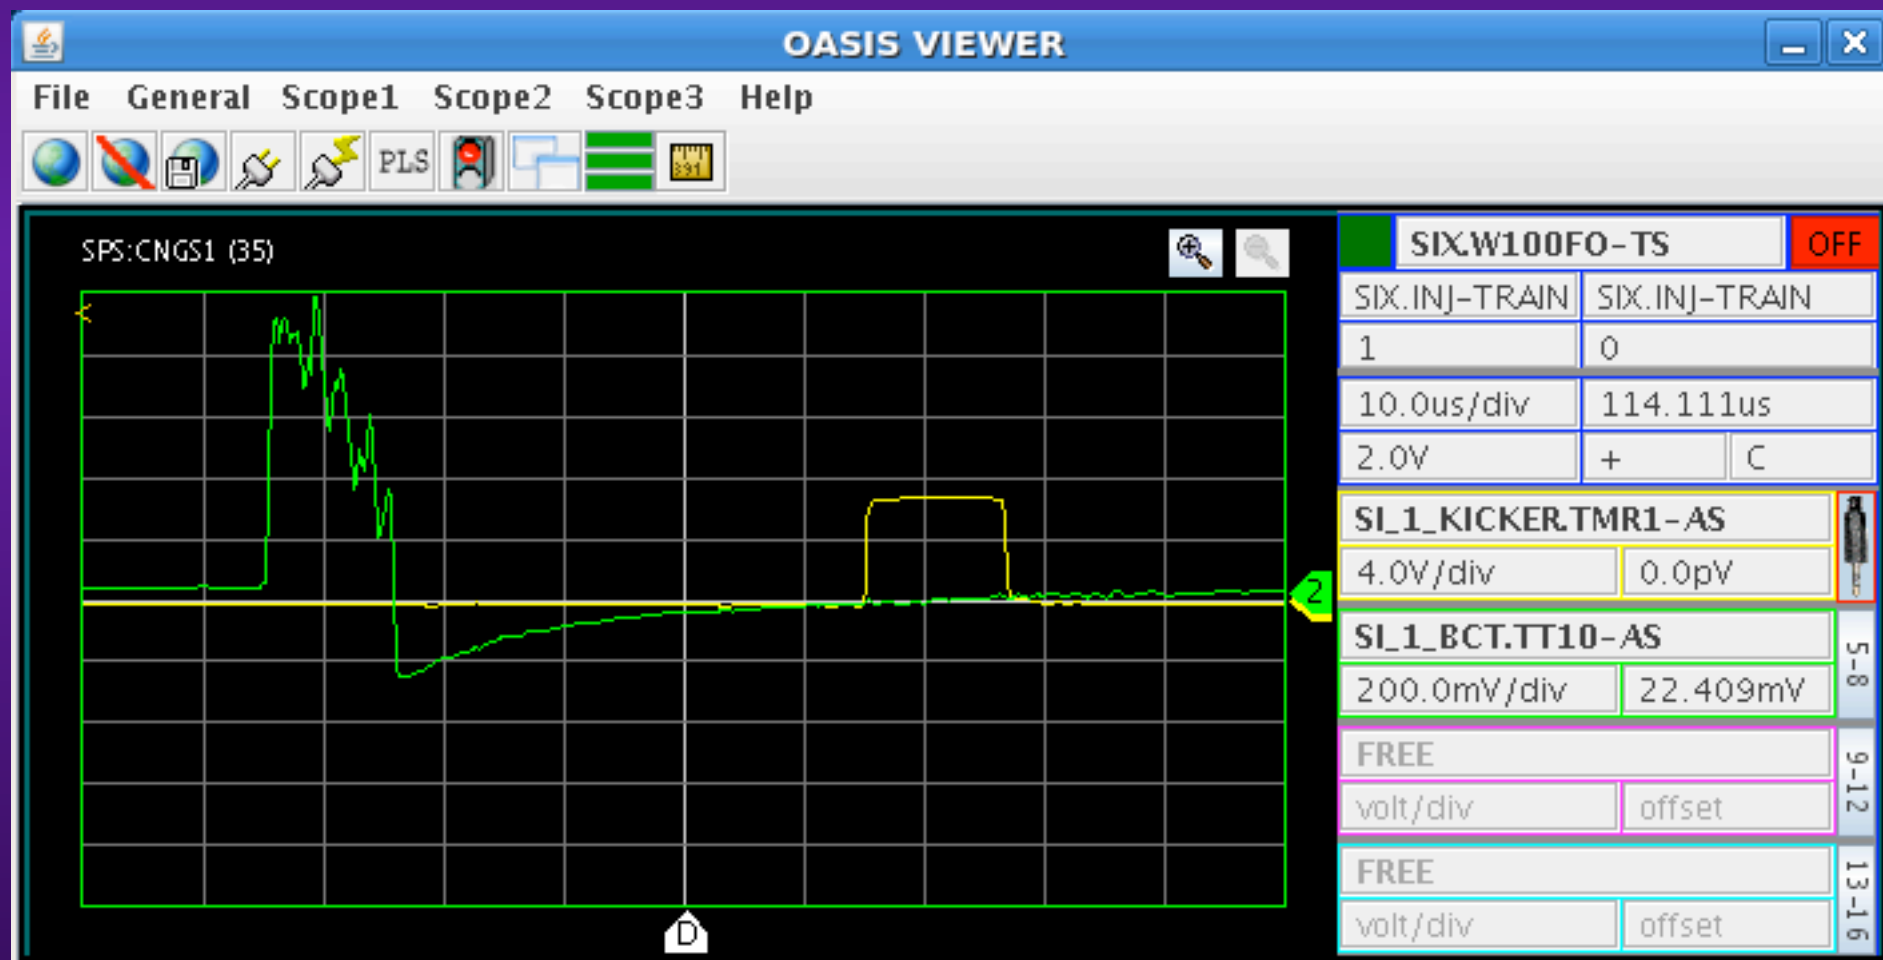 OASIS VIEWER
File General Scope1 Scope2 Scope3 Help
PLS
391
SPS:CNGS1 (35)
SIX.W100FO-TS OFF
SIX.INJ-TRAIN SIX.INJ-TRAIN
1 0
10.0us/div 114.111us
2.0V + C
SI_1_KICKER.TMR1-AS
4.0V/div 0.0pV
2
SI_1_BCT.TT10-AS
200.0mV/div 22.409mV
5-8
FREE
volt/div offset
9-12
FREE
volt/div offset
13-16
D